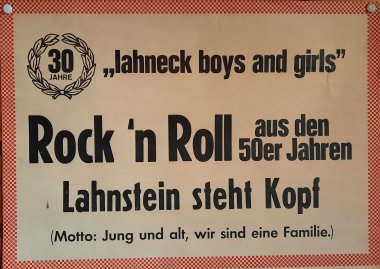 30
JAHRE
„lahneck boys and girls”
Rock 'n Roll aus den
50er Jahren
Lahnstein steht Kopf
(Motto: Jung und alt, wir sind eine Familie.)